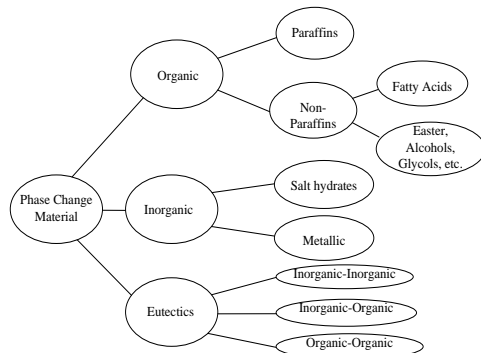 Paraffins
Organic
Fatty Acids
Non-
Paraffins
Easter,
Alcohols,
Glycols, etc.
Salt hydrates
Phase Change
Material
Inorganic
Metallic
Inorganic-Inorganic
Eutectics
Inorganic-Organic
Organic-Organic